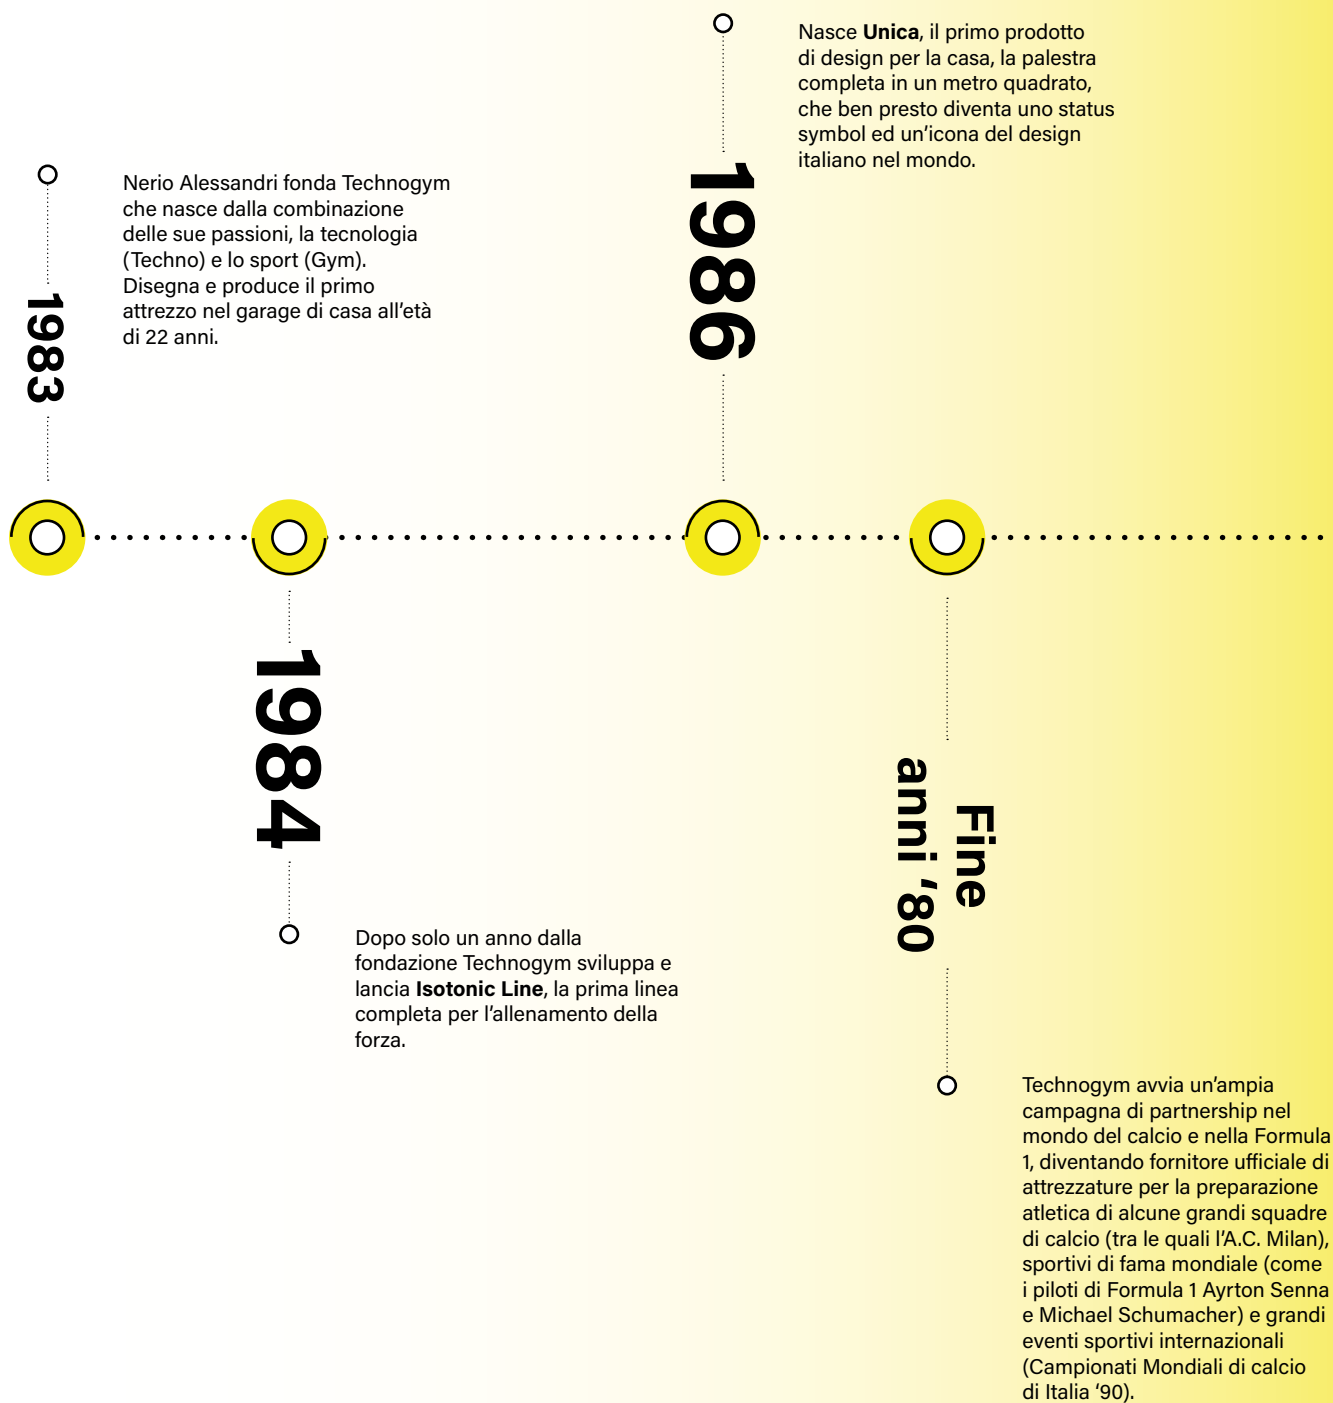 1983
Nerio Alessandri fonda Technogym
che nasce dalla combinazione
delle sue passioni, la tecnologia
(Techno) e lo sport (Gym).
Disegna e produce il primo
attrezzo nel garage di casa all’età
di 22 anni.
1984
Dopo solo un anno dalla
fondazione Technogym sviluppa e
lancia Isotonic Line, la prima linea
completa per l’allenamento della
forza.
1986
Nasce Unica, il primo prodotto
di design per la casa, la palestra
completa in un metro quadrato,
che ben presto diventa uno status
symbol ed un’icona del design
italiano nel mondo.
Fine
anni ‘80
Technogym avvia un’ampia
campagna di partnership nel
mondo del calcio e nella Formula
1, diventando fornitore ufficiale di
attrezzature per la preparazione
atletica di alcune grandi squadre
di calcio (tra le quali l’A.C. Milan),
sportivi di fama mondiale (come
i piloti di Formula 1 Ayrton Senna
e Michael Schumacher) e grandi
eventi sportivi internazionali
(Campionati Mondiali di calcio
di Italia ‘90).